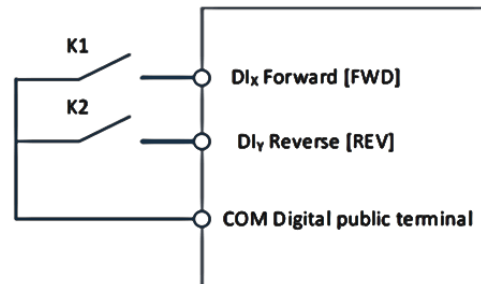 K1
DIX Forward [FWD]
K2
DIY Reverse [REV]
COM Digital public terminal